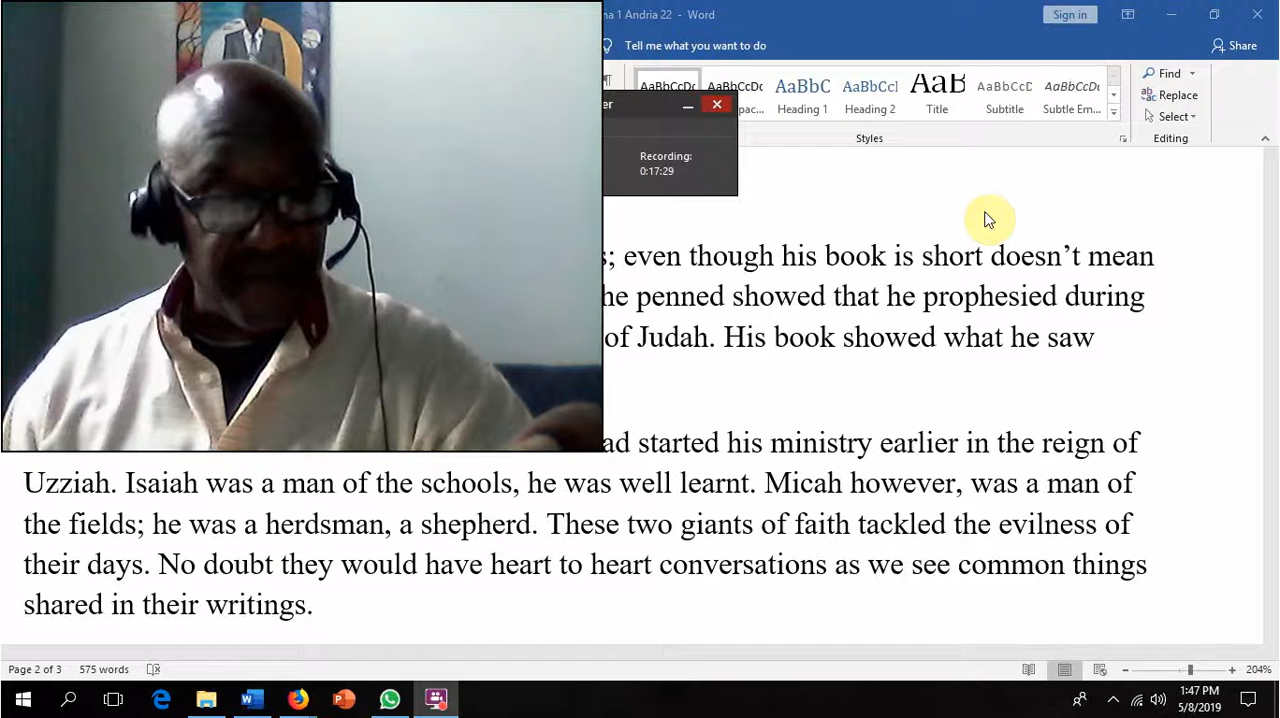 na 1 Andria 22 - Word
Sign in
Tell me what you want to do
Share
AaBbCcDc
AaBbCcDc
AaBbC
AaBbCcI
AaB
AaBbCcD
AaBbCcDc
pac...
Heading 1
Heading 2
Title
Subtitle
Subtle Em...
Styles
Find
Replace
Select
Editing
er
Recording:
0:17:29
s; even though his book is short doesn’t mean
he penned showed that he prophesied during
of Judah. His book showed what he saw
ad started his ministry earlier in the reign of
Uzziah. Isaiah was a man of the schools, he was well learnt. Micah however, was a man of
the fields; he was a herdsman, a shepherd. These two giants of faith tackled the evilness of
their days. No doubt they would have heart to heart conversations as we see common things
shared in their writings.
Page 2 of 3
575 words
204%
1:47 PM
5/8/2019